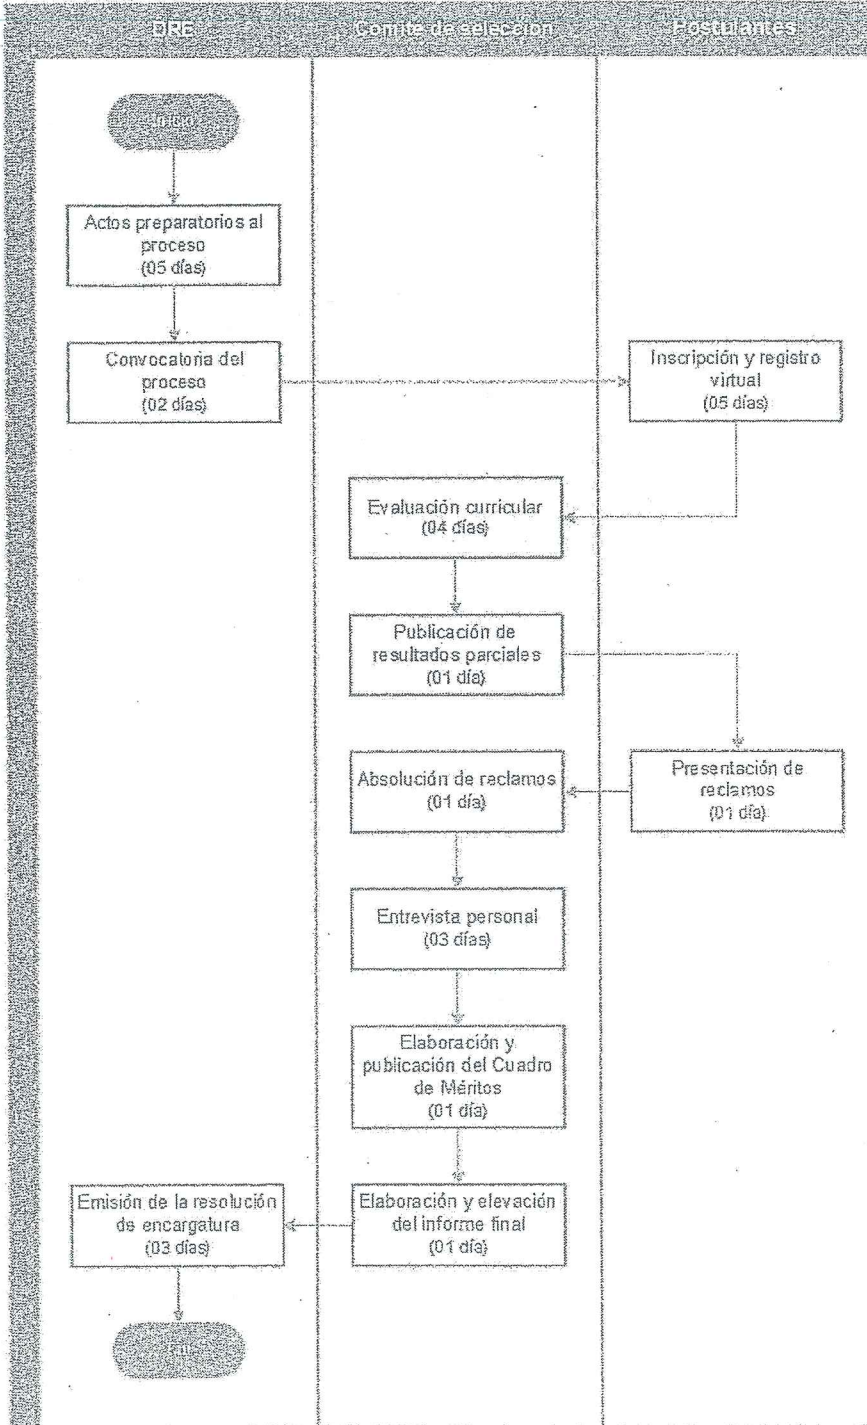 DRE
Comité de selección
Postulantes
Inicio
Actos preparatorios al
proceso
(05 días)
Convocatoria del
proceso
(02 días)
Inscripción y registro
virtual
(05 días)
Evaluación curricular
(04 días)
Publicación de
resultados parciales
(01 día)
Presentación de
reclamos
(01 día)
Absolución de reclamos
(01 día)
Entrevista personal
(03 días)
Elaboración y
publicación del Cuadro
de Méritos
(01 día)
Elaboración y elevación
del informe final
(01 día)
Emisión de la resolución
de encargatura
(03 días)
Fin